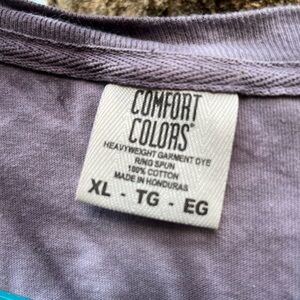 COMFORT
COLORS®
HEAVYWEIGHT GARMENT DYE
RING SPUN
100% COTTON
MADE IN HONDURAS
XL - TG - EG